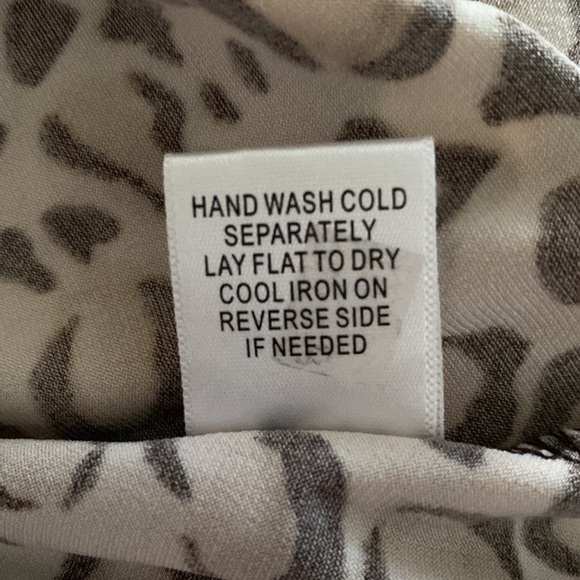 HAND WASH COLD
SEPARATELY
LAY FLAT TO DRY
COOL IRON ON
REVERSE SIDE
IF NEEDED